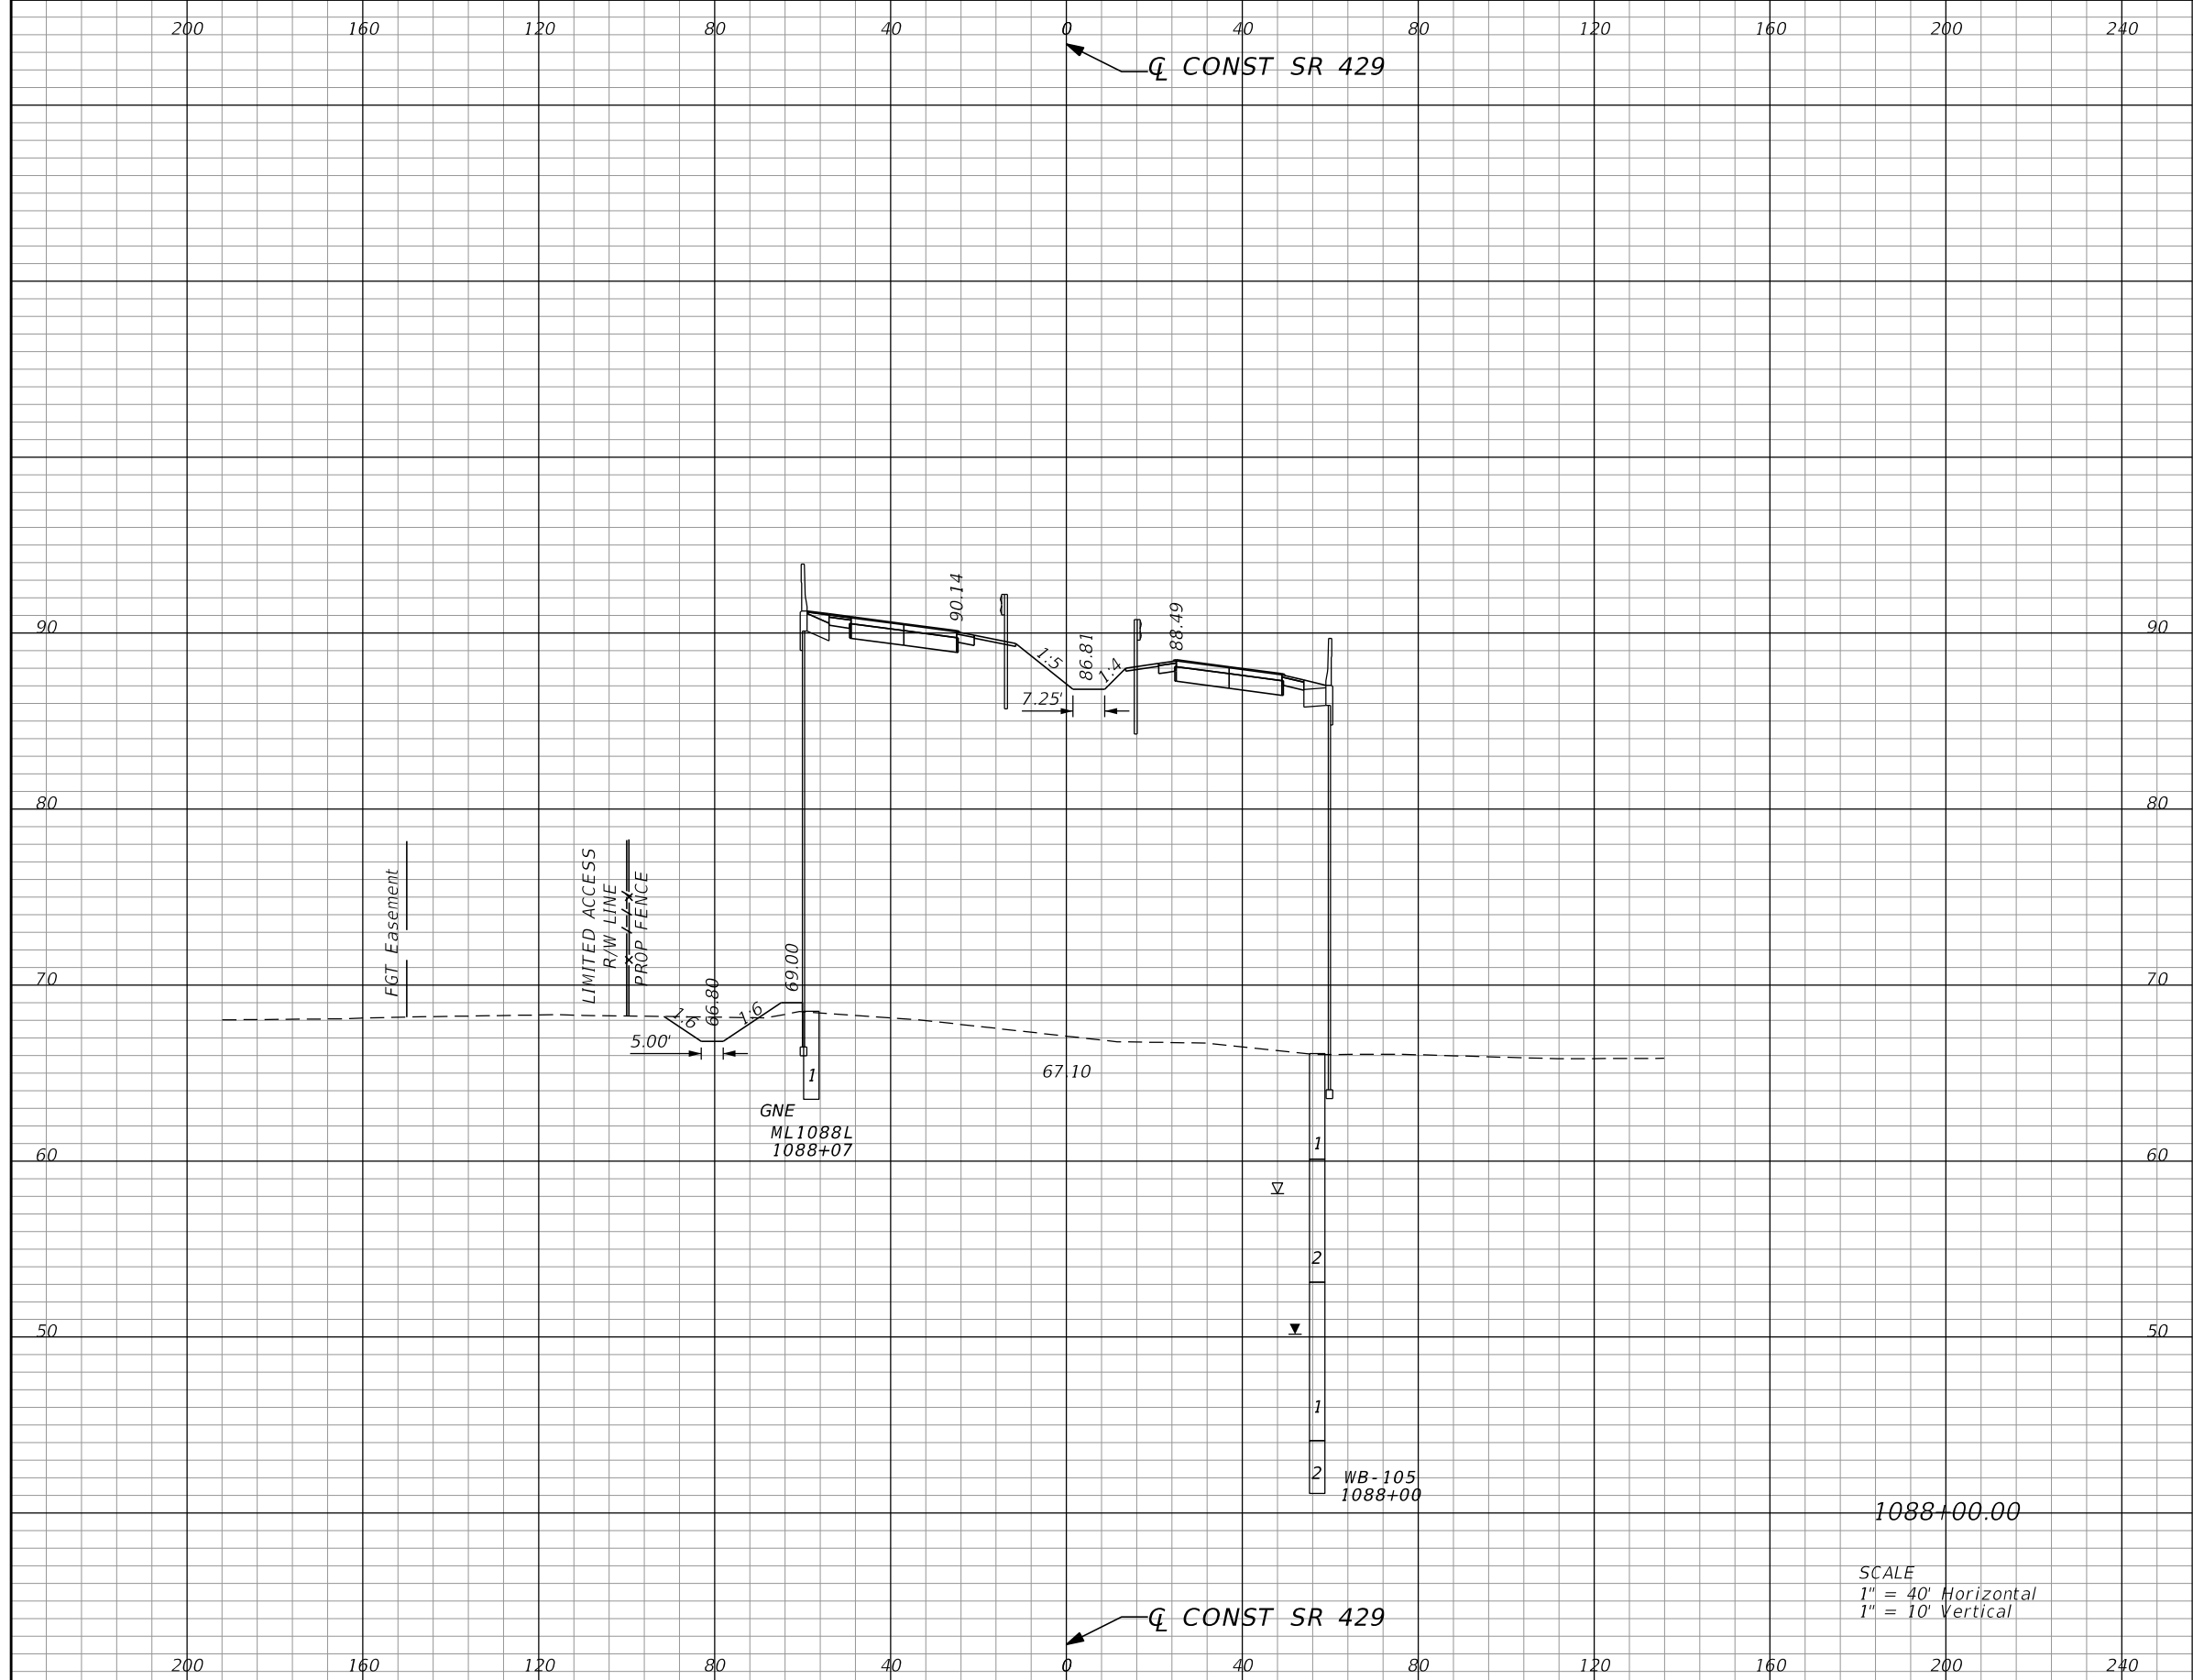 200 160 120 80 40 0 40 80 120 160 200 240
CL CONST SR 429
90.14
88.49
90 90
86.81
1:5
1:4
7.25'
80 80
FGT Easement
LIMITED ACCESS
R/W LINE
PROP FENCE
69.00
70 70
66.80
1:6
1:6
5.00'
67.10
1
GNE
ML1088L
1088+07
1
60 60
2
50 50
1
2
WB-105
1088+00
1088+00.00
SCALE
1" = 40' Horizontal
1" = 10' Vertical
CL CONST SR 429
200 160 120 80 40 0 40 80 120 160 200 240